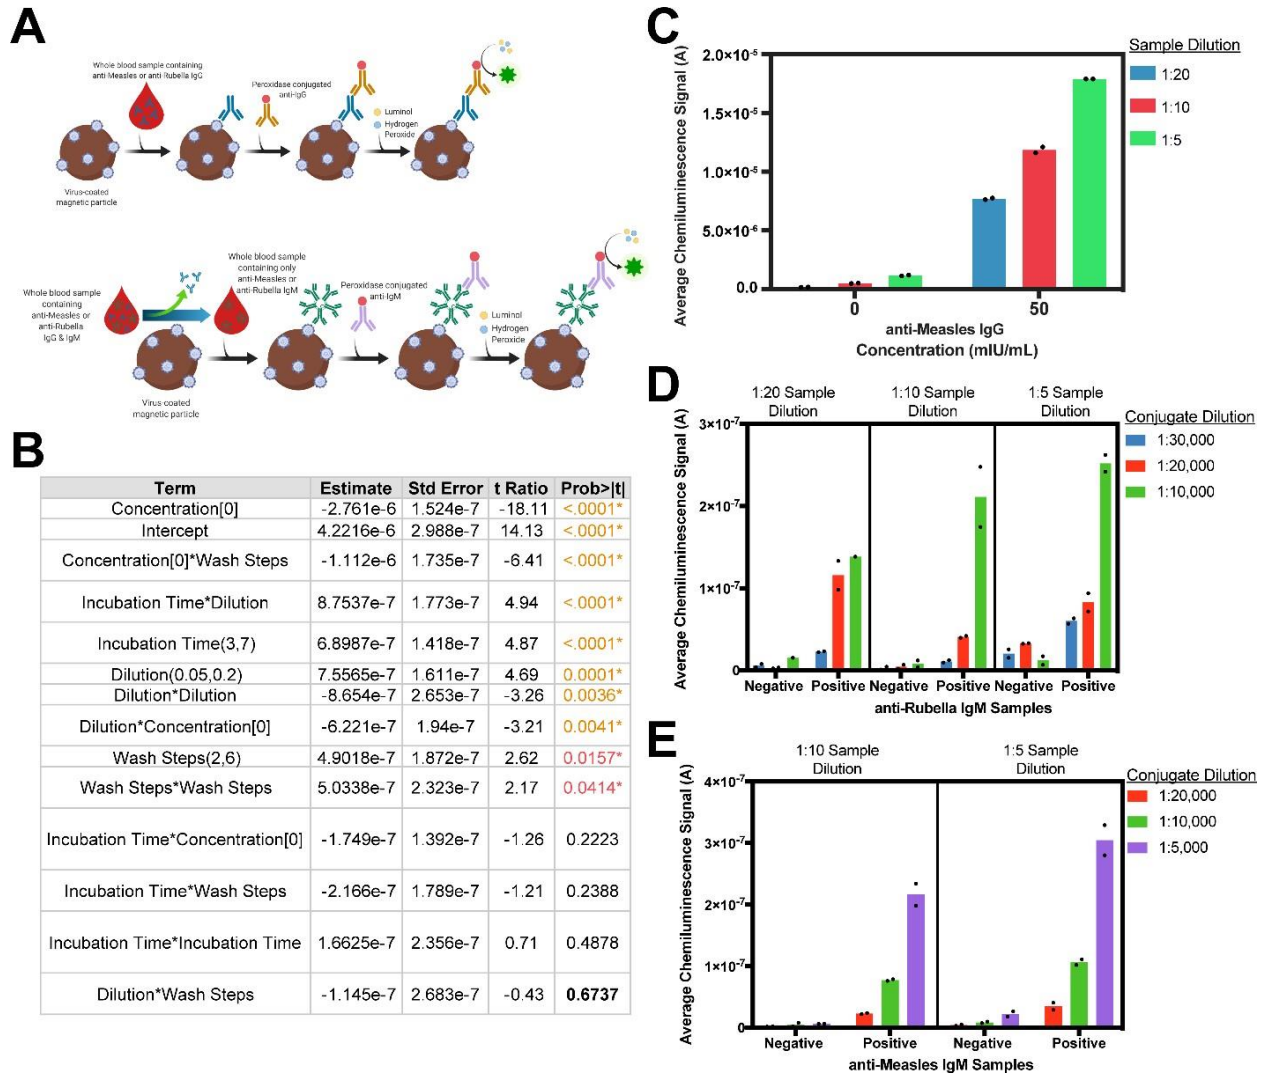 A
Whole blood sample containing
anti-Measles or anti Rubella IgG
Peroxidase conjugated
antiHgG
Luminol
Hydrogen
Peroxide
Virus-coated
magnetic particle
Whole blood sample
containing
anti-Measles or
anti-Rubella
IgG & IgM
Whole blood sample
containing only
anti-Measles or
anti-Rubella IgM
Peroxidase conjugated
anti-IgM
Luminol
Hydrogen
Peroxide
Virus-coated
magnetic particle
B
Term Estimate Std Error t Ratio Prob>|t|
Concentration[0] -2.761e-6 1.524e-7 -18.11 <.0001*
Intercept 4.2216e-6 2.988e-7 14.13 <.0001*
Concentration[0]*Wash Steps -1.112e-6 1.735e-7 -6.41 <.0001*
Incubation Time*Dilution 8.7537e-7 1.773e-7 4.94 <.0001*
Incubation Time(3,7) 6.8987e-7 1.418e-7 4.87 <.0001*
Dilution(0.05,0.2) 7.5565e-7 1.611e-7 4.69 0.0001*
Dilution*Dilution -8.654e-7 2.653e-7 -3.26 0.0036*
Dilution*Concentration[0] -6.221e-7 1.94e-7 -3.21 0.0041*
Wash Steps(2,6) 4.9018e-7 1.872e-7 2.62 0.0157*
Wash Steps*Wash Steps 5.0338e-7 2.323e-7 2.17 0.0414*
Incubation Time*Concentration[0] -1.749e-7 1.392e-7 -1.26 0.2223
Incubation Time*Wash Steps -2.166e-7 1.789e-7 -1.21 0.2388
Incubation Time*Incubation Time 1.6625e-7 2.356e-7 0.71 0.4878
Dilution*Wash Steps -1.145e-7 2.683e-7 -0.43 0.6737
C
Average Chemiluminescence Signal (A)
2.0×10⁻⁵
1.5×10⁻⁵
1.0×10⁻⁵
5.0×10⁻⁶
0.0
0 50
anti-Measles IgG
Concentration (mIU/mL)
Sample Dilution
1:20
1:10
1:5
D
Average Chemiluminescence Signal (A)
1:20 Sample
Dilution
1:10 Sample
Dilution
1:5 Sample
Dilution
3×10⁻⁷
2×10⁻⁷
1×10⁻⁷
0
Negative Positive Negative Positive Negative Positive
anti-Rubella IgM Samples
Conjugate Dilution
1:30,000
1:20,000
1:10,000
E
Average Chemiluminescence Signal (A)
1:10 Sample
Dilution
1:5 Sample
Dilution
4×10⁻⁷
3×10⁻⁷
2×10⁻⁷
1×10⁻⁷
0
Negative Positive Negative Positive
anti-Measles IgM Samples
Conjugate Dilution
1:20,000
1:10,000
1:5,000